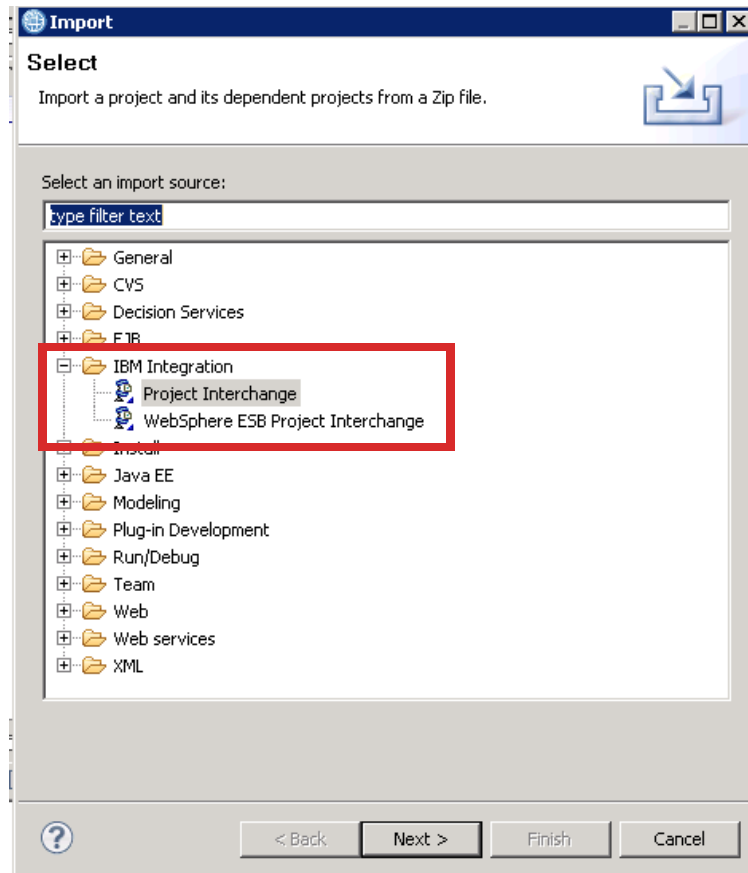 Import
Select
Import a project and its dependent projects from a Zip file.
Select an import source:
type filter text
General
CVS
Decision Services
EJB
IBM Integration
Project Interchange
WebSphere ESB Project Interchange
Install
Java EE
Modeling
Plug-in Development
Run/Debug
Team
Web
Web services
XML
? < Back Next > Finish Cancel